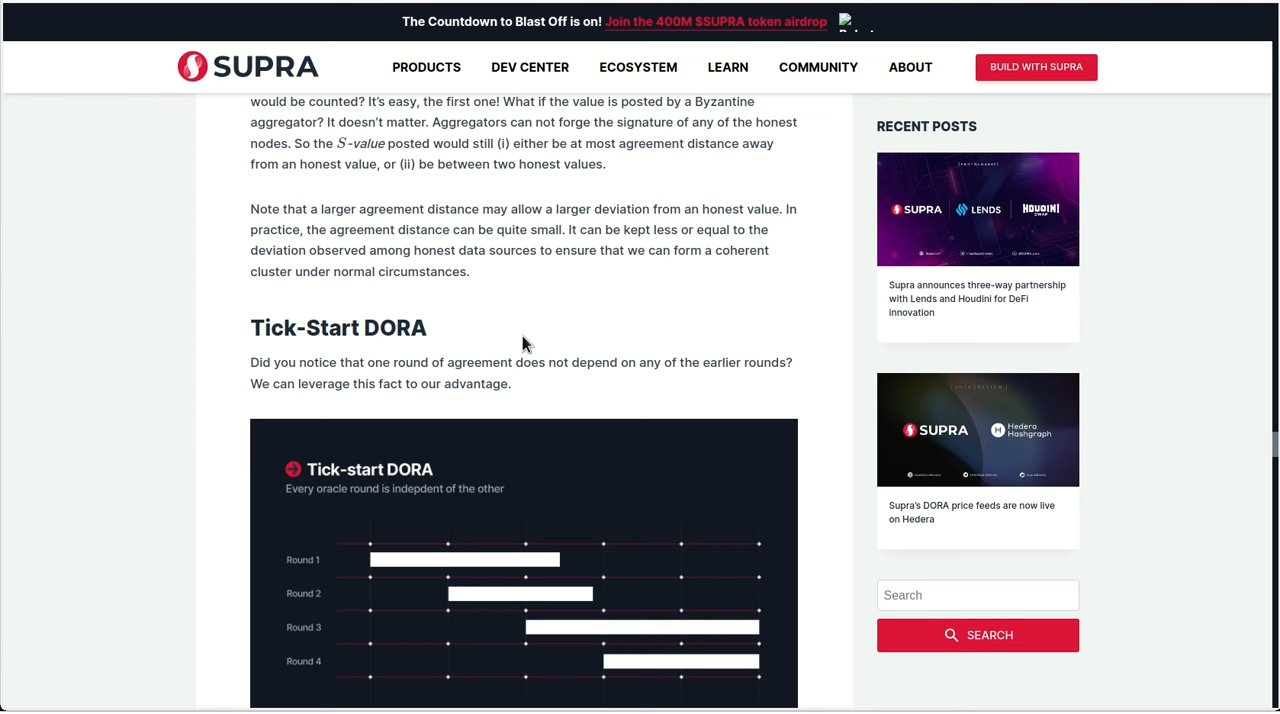 The Countdown to Blast Off is on! Join the 400M $SUPRA token airdrop
SUPRA
PRODUCTS DEV CENTER ECOSYSTEM LEARN COMMUNITY ABOUT BUILD WITH SUPRA
would be counted? It’s easy, the first one! What if the value is posted by a Byzantine
aggregator? It doesn’t matter. Aggregators can not forge the signature of any of the honest
nodes. So the S-value posted would still (i) either be at most agreement distance away
from an honest value, or (ii) be between two honest values.
Note that a larger agreement distance may allow a larger deviation from an honest value. In
practice, the agreement distance can be quite small. It can be kept less or equal to the
deviation observed among honest data sources to ensure that we can form a coherent
cluster under normal circumstances.
Tick-Start DORA
Did you notice that one round of agreement does not depend on any of the earlier rounds?
We can leverage this fact to our advantage.
Tick-start DORA
Every oracle round is indepdent of the other
Round 1
Round 2
Round 3
Round 4
RECENT POSTS
SUPRA LENDS HOUDINI
SWAP
Supra announces three-way partnership
with Lends and Houdini for DeFi
innovation
SUPRA Hedera
Hashgraph
Supra’s DORA price feeds are now live
on Hedera
Search
SEARCH